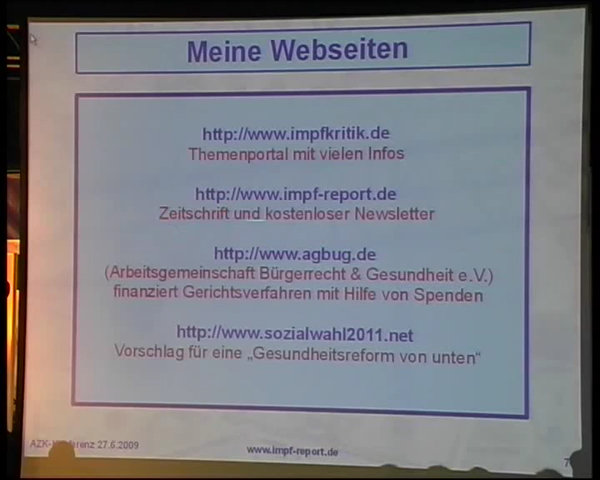 Meine Webseiten
http://www.impfkritik.de
Themenportal mit vielen Infos
http://www.impf-report.de
Zeitschrift und kostenloser Newsletter
http://www.agbug.de
(Arbeitsgemeinschaft Bürgerrecht & Gesundheit e.V.)
finanziert Gerichtsverfahren mit Hilfe von Spenden
http://www.sozialwahl2011.net
Vorschlag für eine „Gesundheitsreform von unten“
27.6.2009
www.impf-report.de